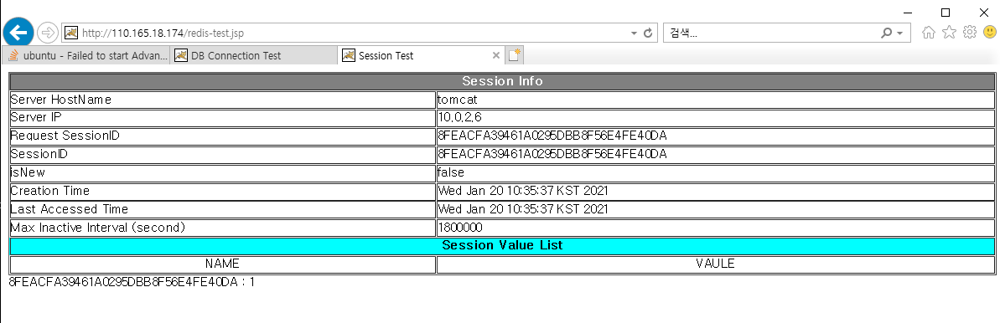 http://110.165.18.174/redis-test.jsp
검색...
ubuntu - Failed to start Advan...
DB Connection Test
Session Test
Session Info
Server HostName tomcat
Server IP 10.0.2.6
Request SessionID 8FEACFA39461A0295DBB8F56E4FE40DA
SessionID 8FEACFA39461A0295DBB8F56E4FE40DA
isNew false
Creation Time Wed Jan 20 10:35:37 KST 2021
Last Accessed Time Wed Jan 20 10:35:37 KST 2021
Max Inactive Interval (second) 1800000
Session Value List
NAME VAULE
8FEACFA39461A0295DBB8F56E4FE40DA : 1